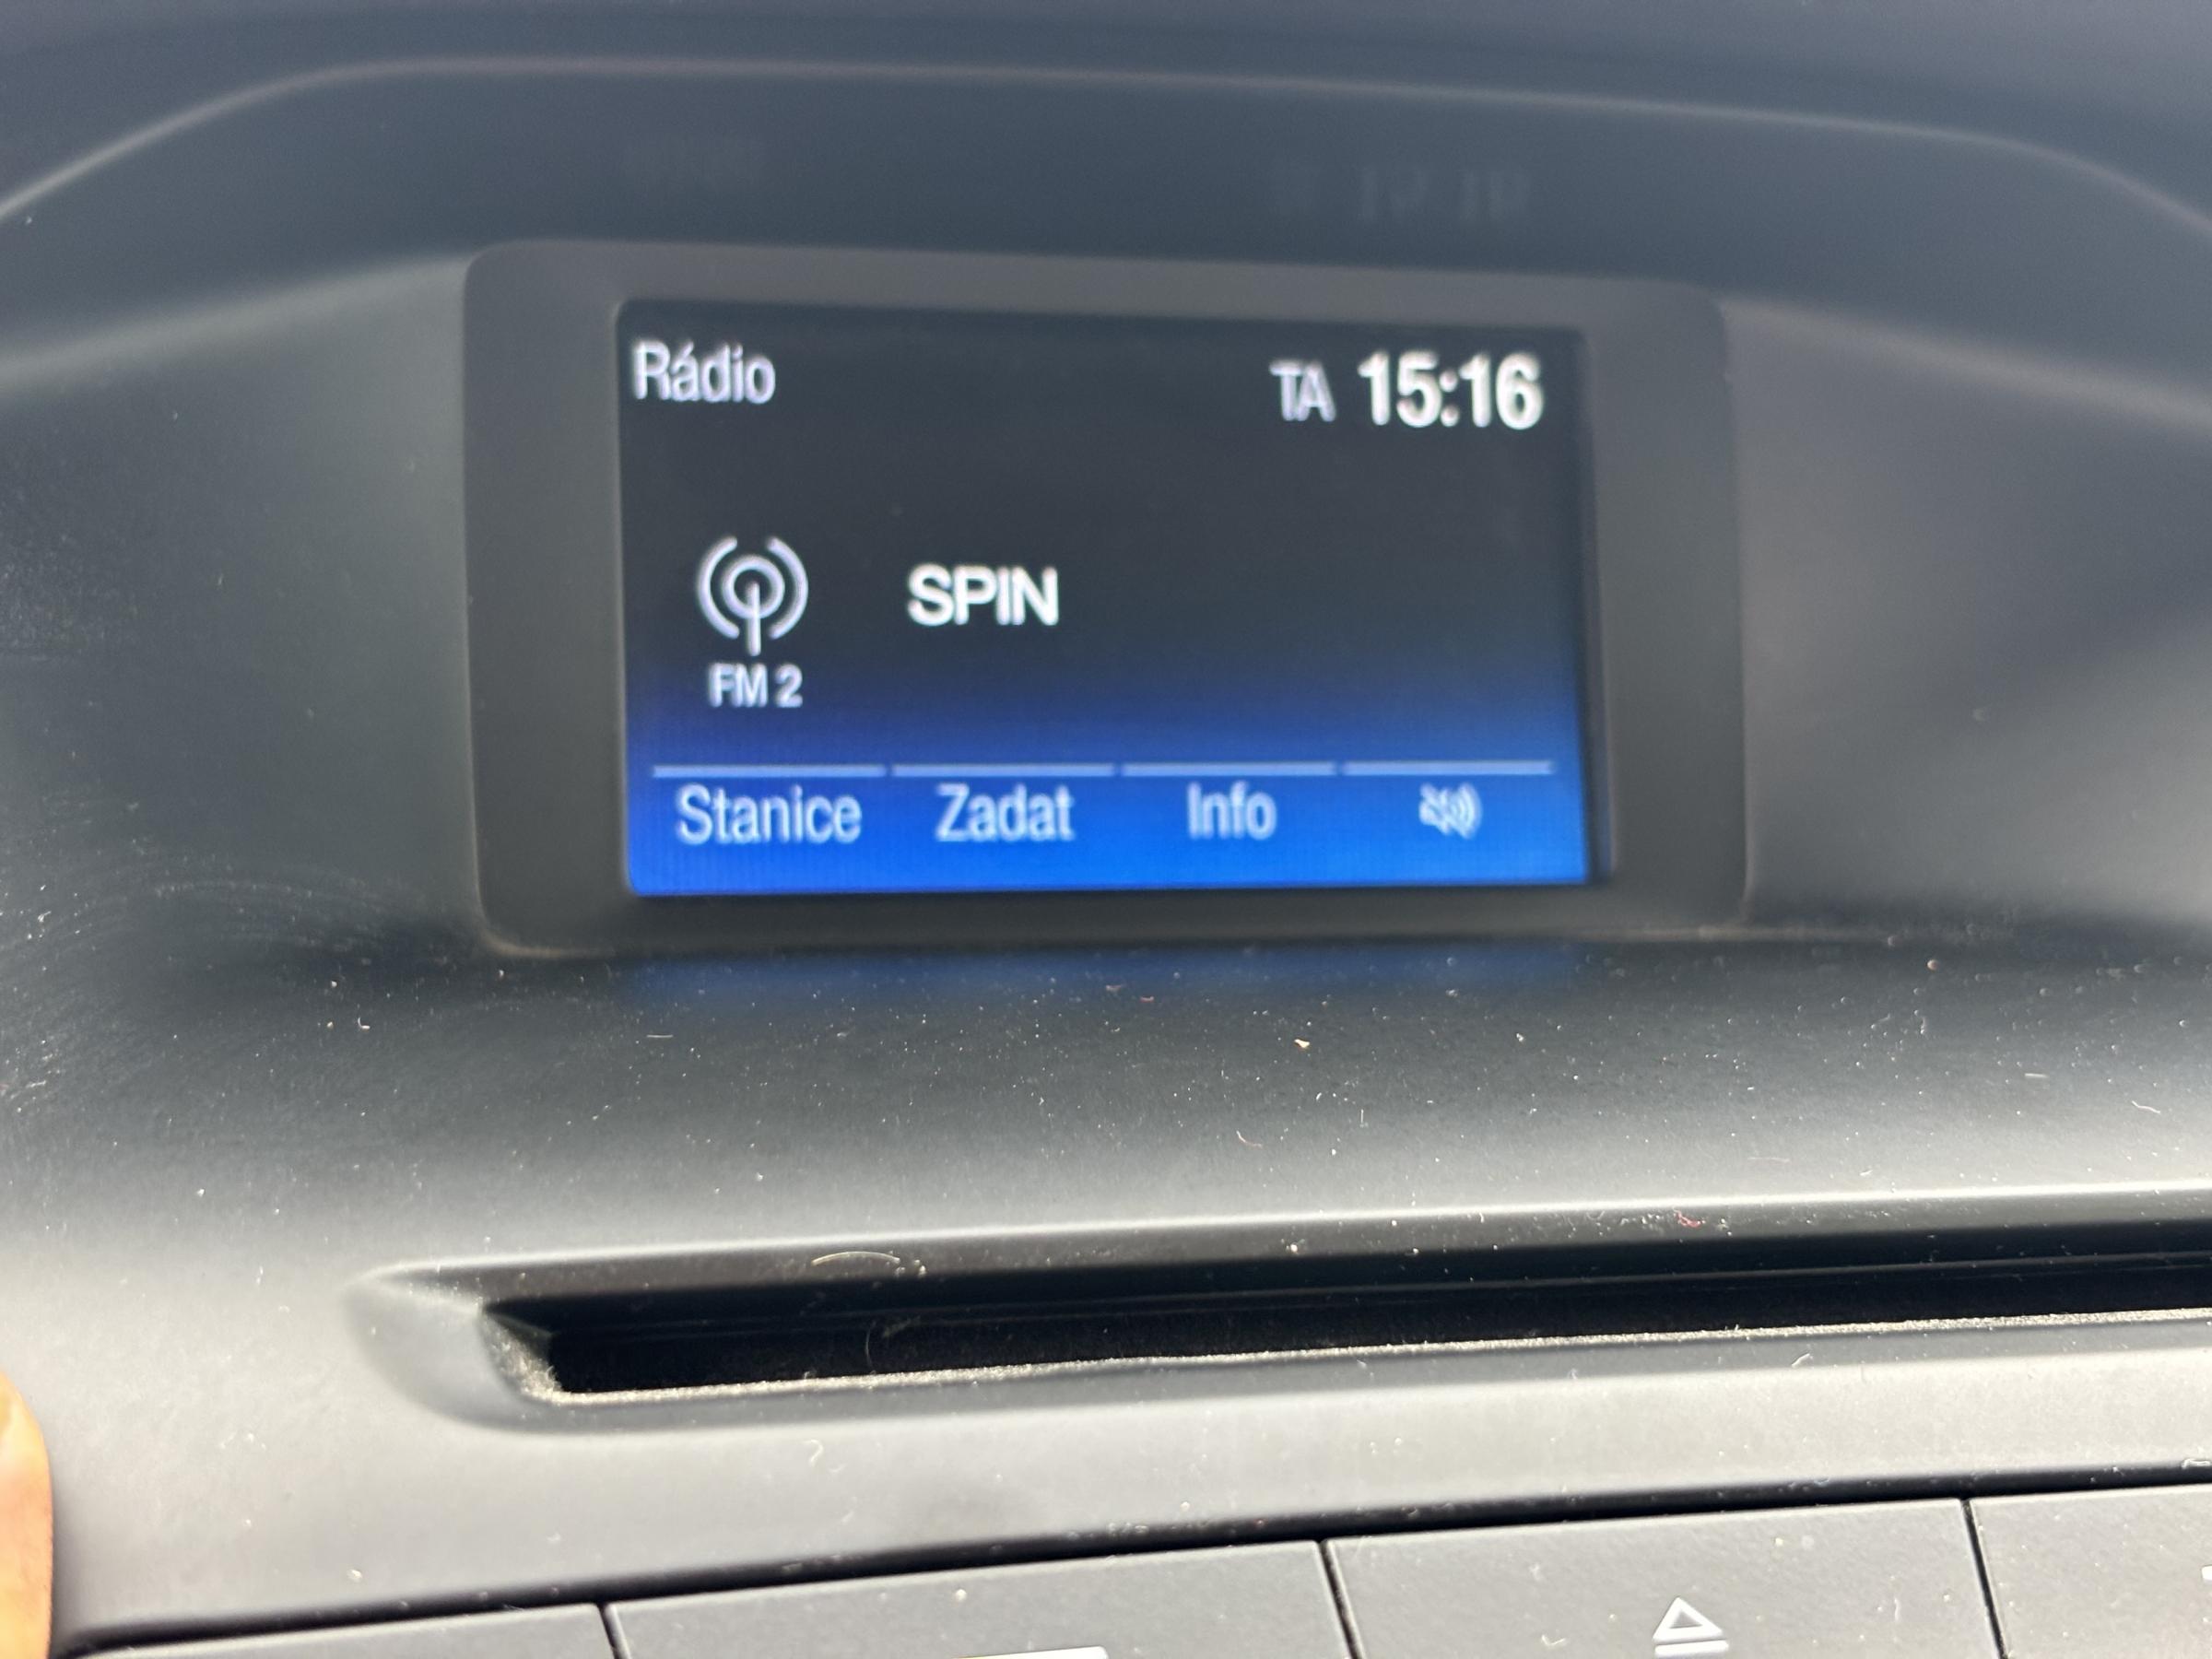 Rádio TA 15:16
SPIN
FM 2
Stanice Zadat Info